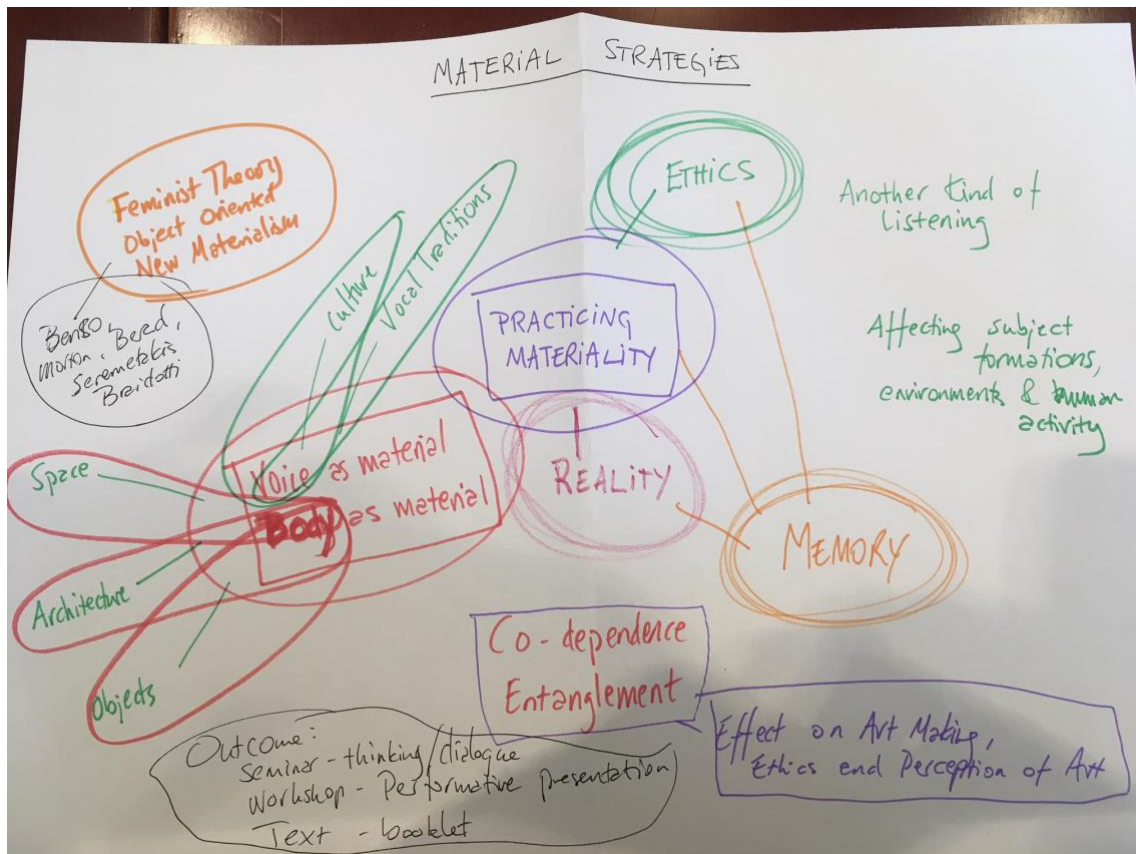 MATERIAL STRATEGIES
Feminist Theory
Object oriented
New Materialism
Benso,
Morton, Bered,
Seremetakis
Braidotti
Culture
Vocal Traditions
ETHICS
Another Kind of
Listening
PRACTICING
MATERIALITY
Affecting subject
formations,
environments & human
activity
Voice as material
Body as material
Space
Architecture
Objects
REALITY
MEMORY
Co-dependence
Entanglement
Effect on Art Making,
Ethics end Perception of Art
Outcome:
Seminar - thinking/dialogue
Workshop - Performative presentation
Text - booklet